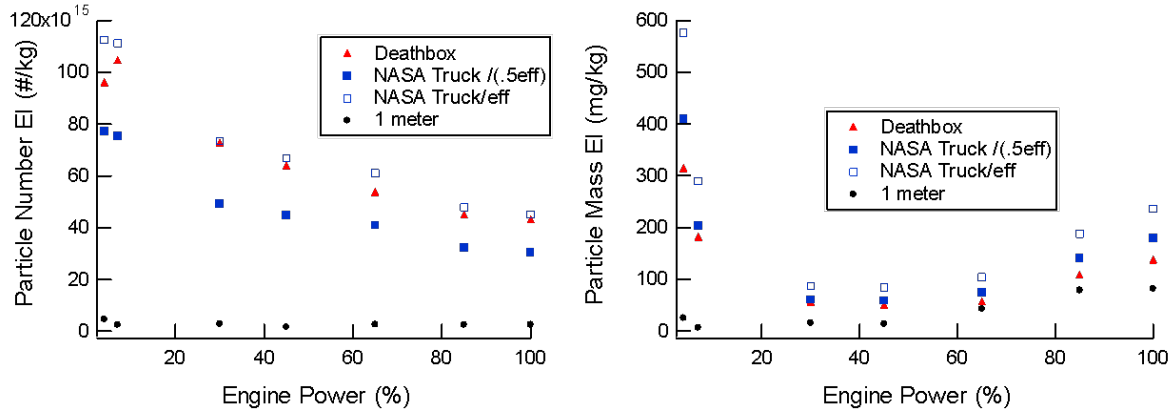 120x10 15
100
80
60
40
20
0
Particle Number EI (#/kg)
Deathbox
NASA Truck /(.5eff)
NASA Truck/eff
1 meter
20 40 60 80 100
Engine Power (%)
600
500
400
300
200
100
0
Particle Mass EI (mg/kg)
Deathbox
NASA Truck /(.5eff)
NASA Truck/eff
1 meter
20 40 60 80 100
Engine Power (%)